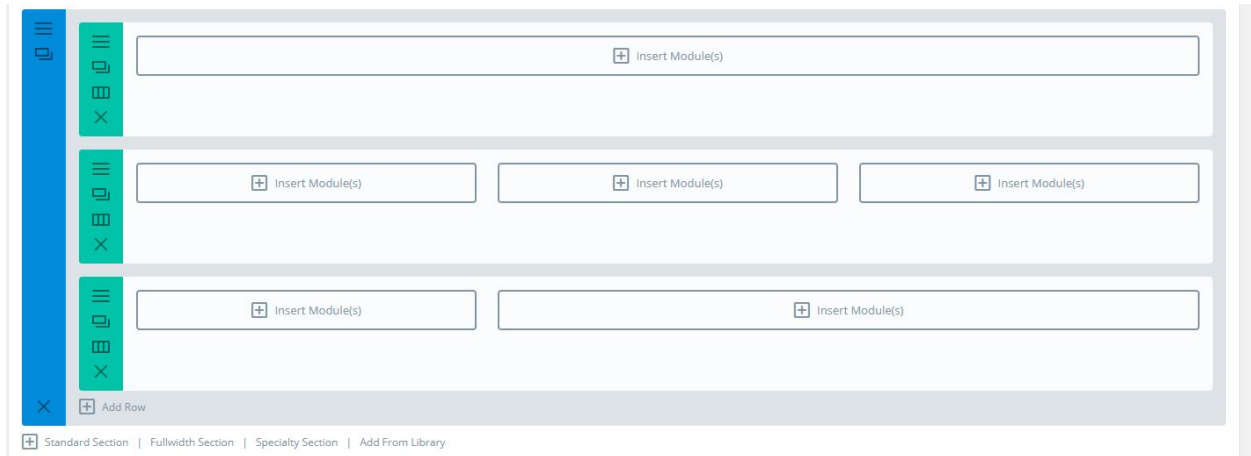 Insert Module(s)
Insert Module(s) Insert Module(s) Insert Module(s)
Insert Module(s) Insert Module(s)
Add Row
Standard Section | Fullwidth Section | Specialty Section | Add From Library